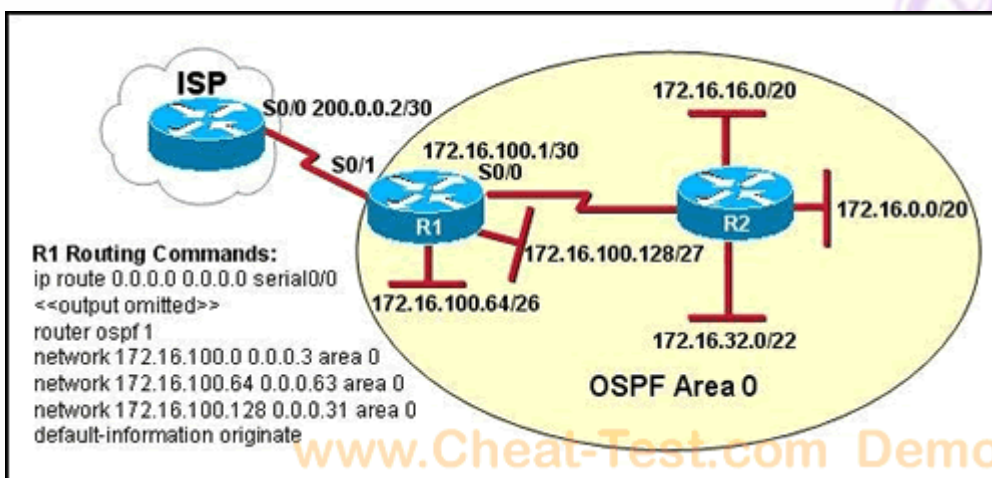 ISP
S0/0 200.0.0.2/30
S0/1
172.16.100.1/30
S0/0
172.16.16.0/20
R1
R2
172.16.0.0/20
172.16.100.128/27
172.16.100.64/26
172.16.32.0/22
OSPF Area 0
R1 Routing Commands:
ip route 0.0.0.0 0.0.0.0 serial0/0
<<output omitted>>
router ospf 1
network 172.16.100.0 0.0.0.3 area 0
network 172.16.100.64 0.0.0.63 area 0
network 172.16.100.128 0.0.0.31 area 0
default-information originate
www.Cheat-Test.com Demo